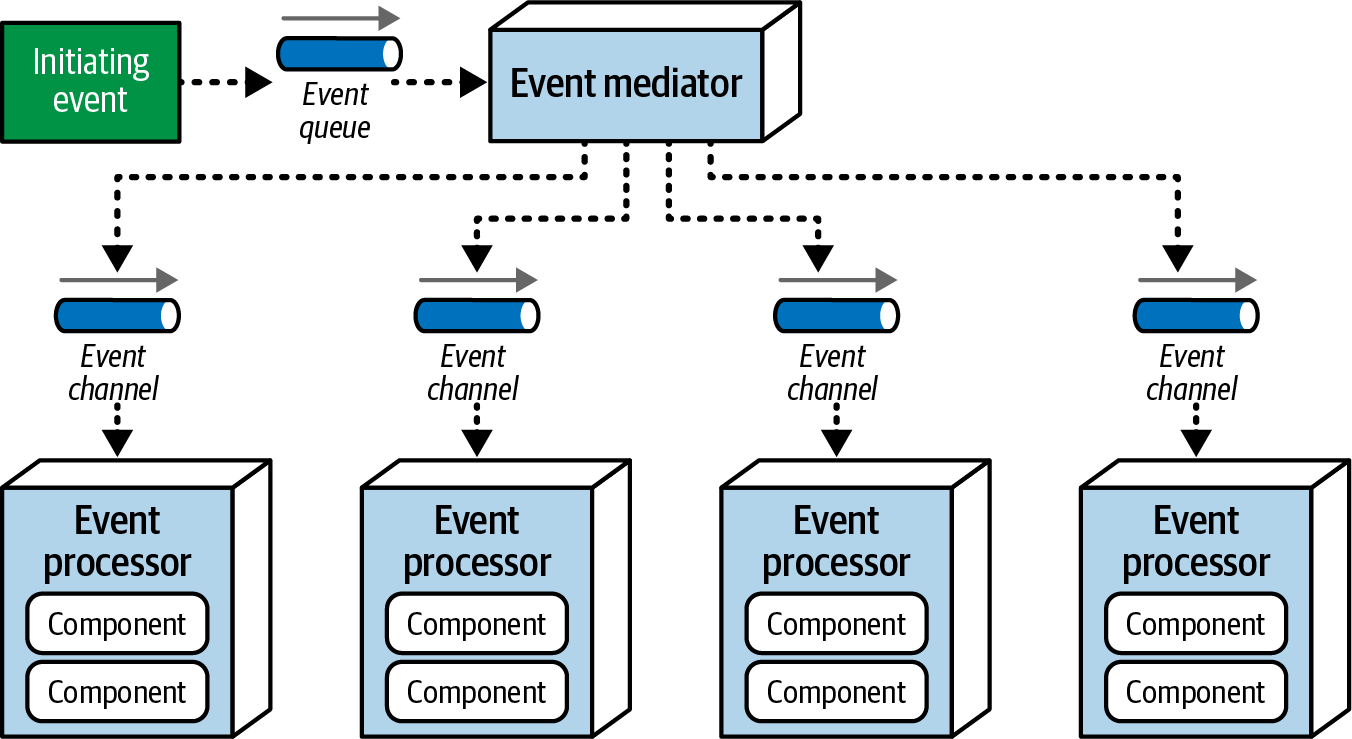 Initiating
event
Event
queue
Event mediator
Event
channel
Event
channel
Event
channel
Event
channel
Event
processor
Component
Component
Event
processor
Component
Component
Event
processor
Component
Component
Event
processor
Component
Component